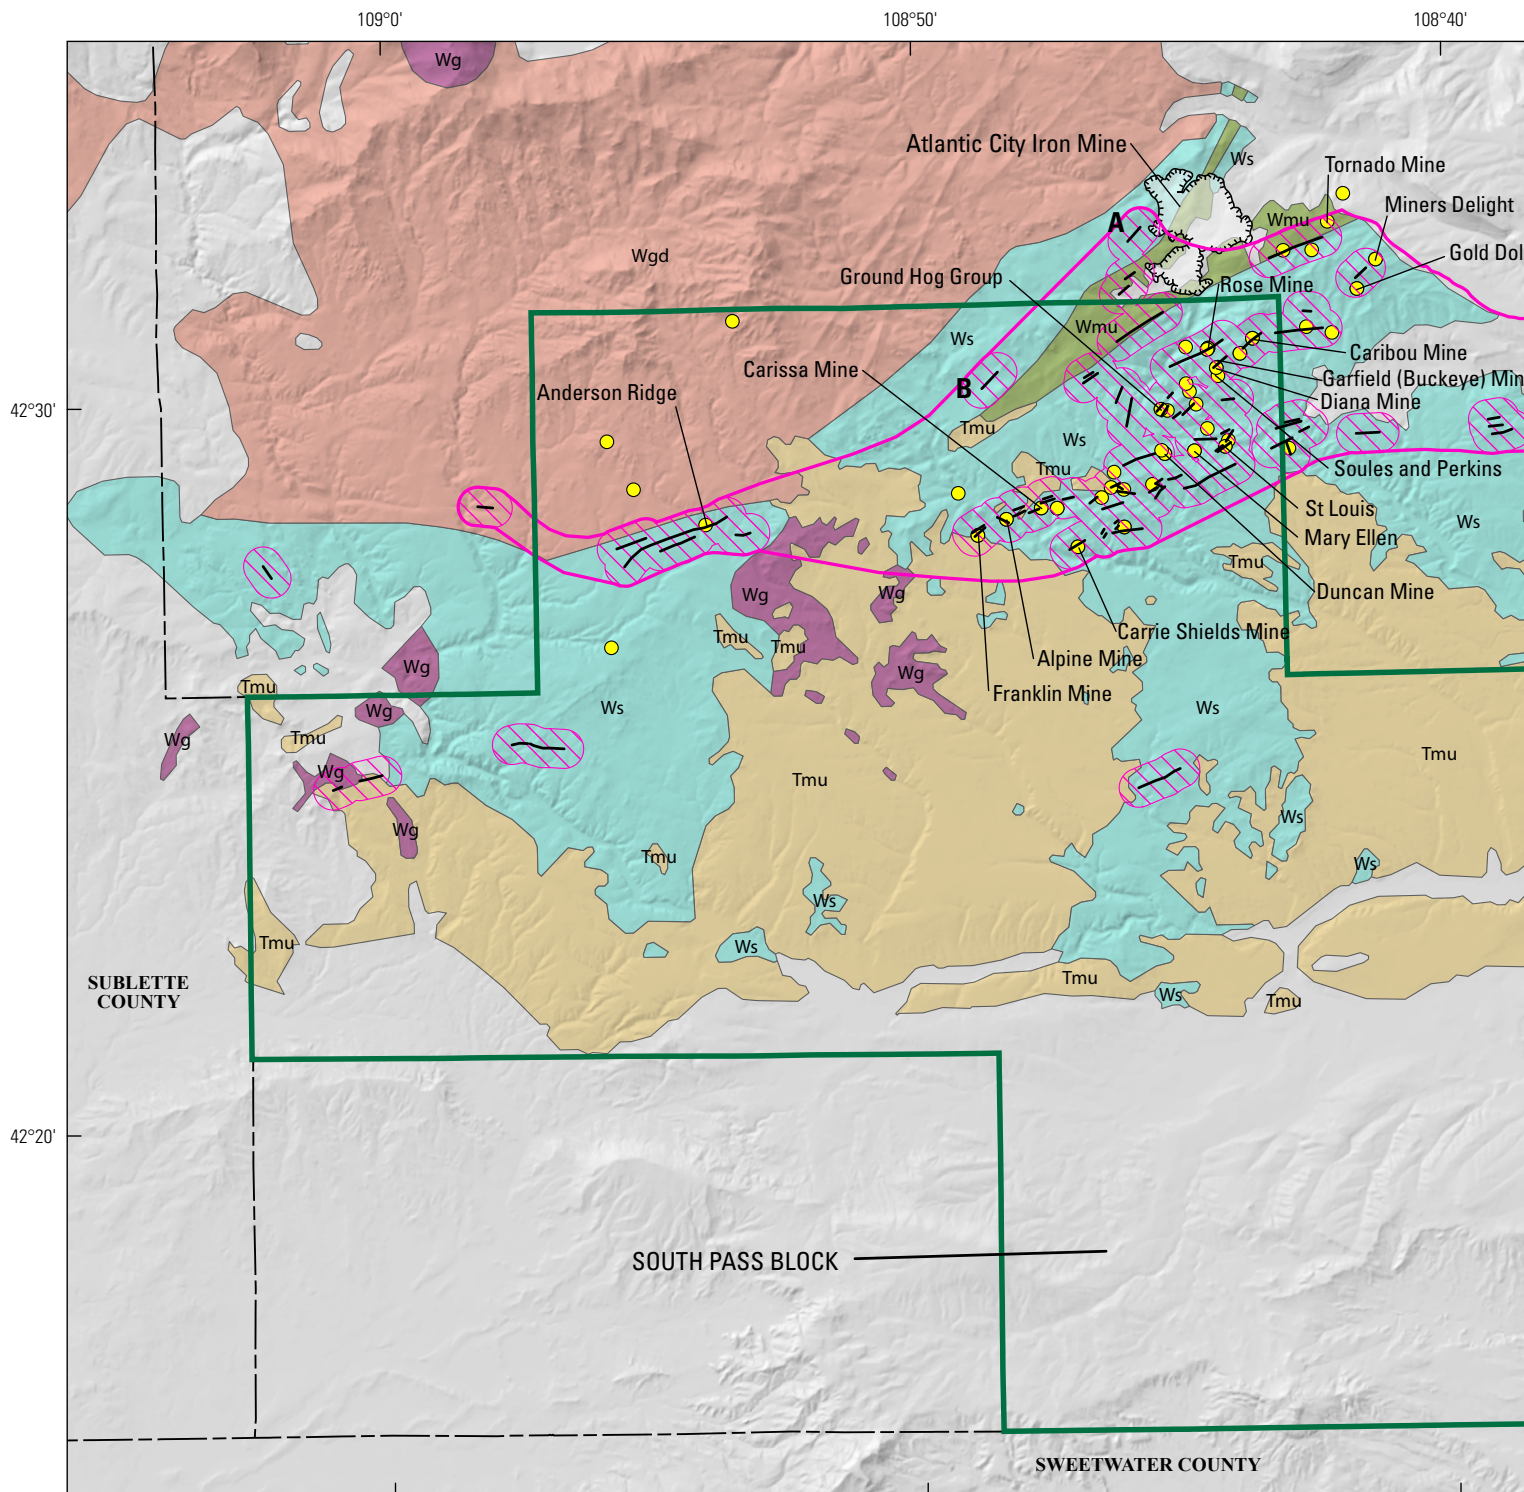 109°0'
108°50'
108°40'
Wg
Atlantic City Iron Mine
Ws
Tornado Mine
Miners Delight
A
Wmu
Wgd
Gold Dol
Ground Hog Group
Rose Mine
Wmu
Ws
Caribou Mine
Carissa Mine
Garfield (Buckeye) Min
B
Anderson Ridge
Diana Mine
42°30'
Tmu
Ws
Tmu
Soules and Perkins
St Louis
Ws
Mary Ellen
Tmu
Duncan Mine
Wg
Wg
Carrie Shields Mine
Tmu
Tmu
Alpine Mine
Wg
Wg
Tmu
Franklin Mine
Wg
Ws
Ws
Wg
Tmu
Tmu
Wg
Tmu
Ws
Wg
Tmu
Ws
Ws
Tmu
Ws
Tmu
SUBLETTE
COUNTY
Ws
Tmu
42°20'
SOUTH PASS BLOCK
SWEETWATER COUNTY